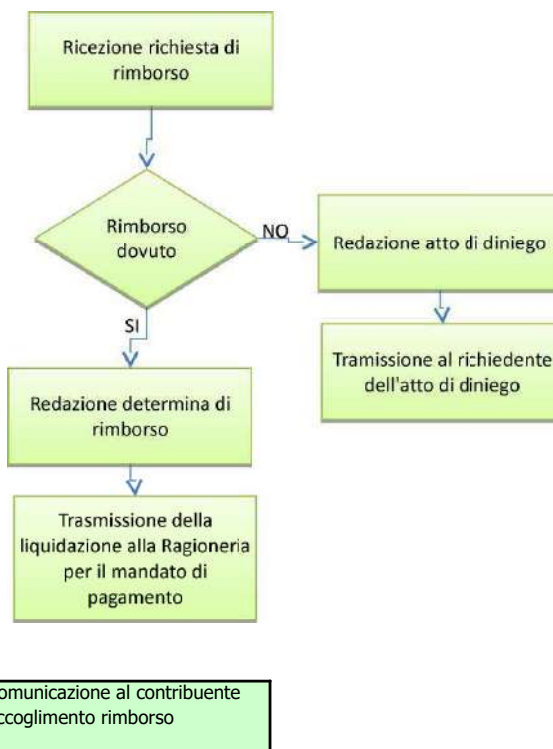 Ricezione richiesta di
rimborso
Rimborso
dovuto
NO
Redazione atto di diniego
Tramissione al richiedente
dell'atto di diniego
SI
Redazione determina di
rimborso
Trasmissione della
liquidazione alla Ragioneria
per il mandato di
pagamento
omunicazione al contribuente
ccoglimento rimborso